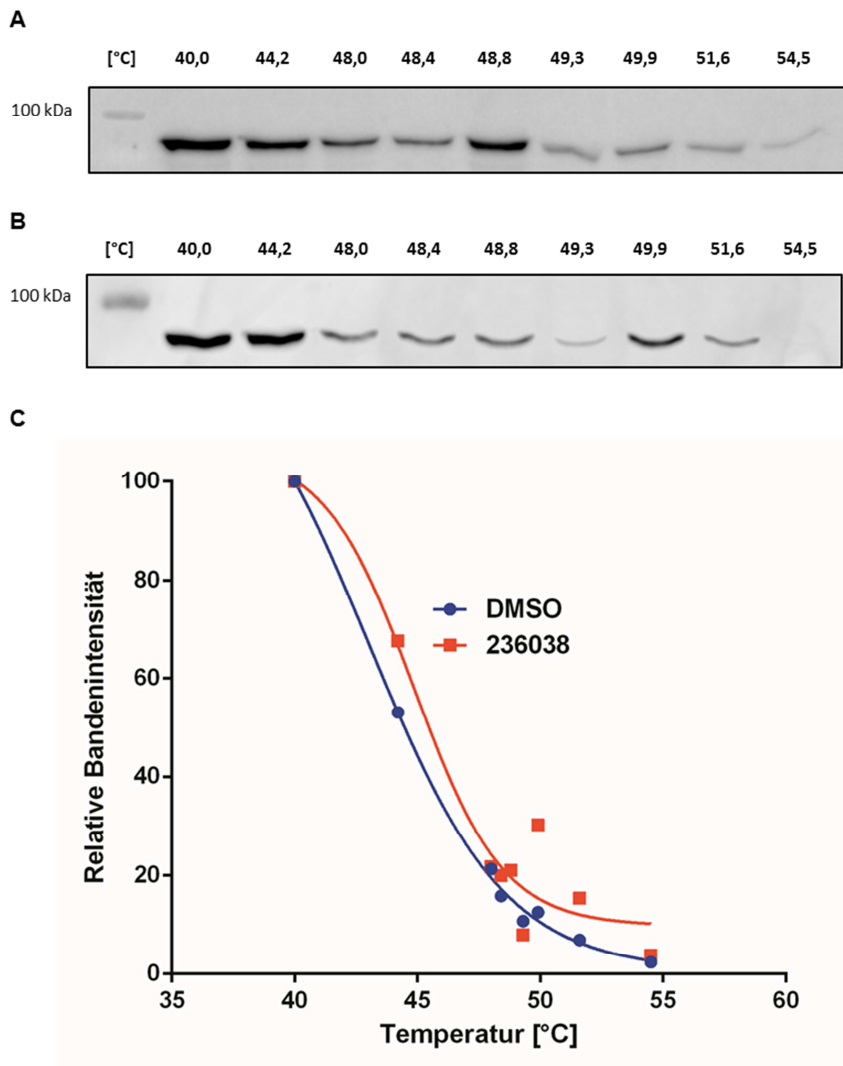 A
[°C] 40,0 44,2 48,0 48,4 48,8 49,3 49,9 51,6 54,5
100 kDa
B
[°C] 40,0 44,2 48,0 48,4 48,8 49,3 49,9 51,6 54,5
100 kDa
C
100
80
60
40
20
0
Relative Bandenintensität
DMSO
236038
35 40 45 50 55 60
Temperatur [°C]